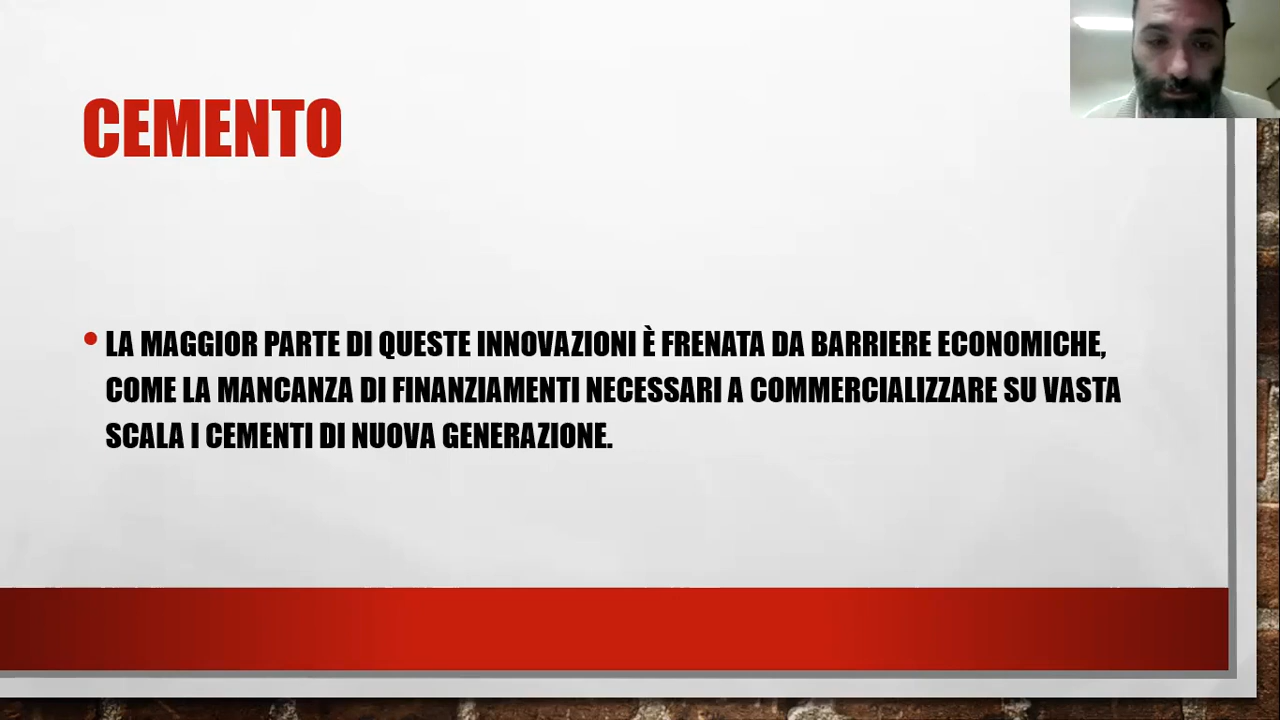 CEMENTO
LA MAGGIOR PARTE DI QUESTE INNOVAZIONI È FRENATA DA BARRIERE ECONOMICHE,
COME LA MANCANZA DI FINANZIAMENTI NECESSARI A COMMERCIALIZZARE SU VASTA
SCALA I CEMENTI DI NUOVA GENERAZIONE.